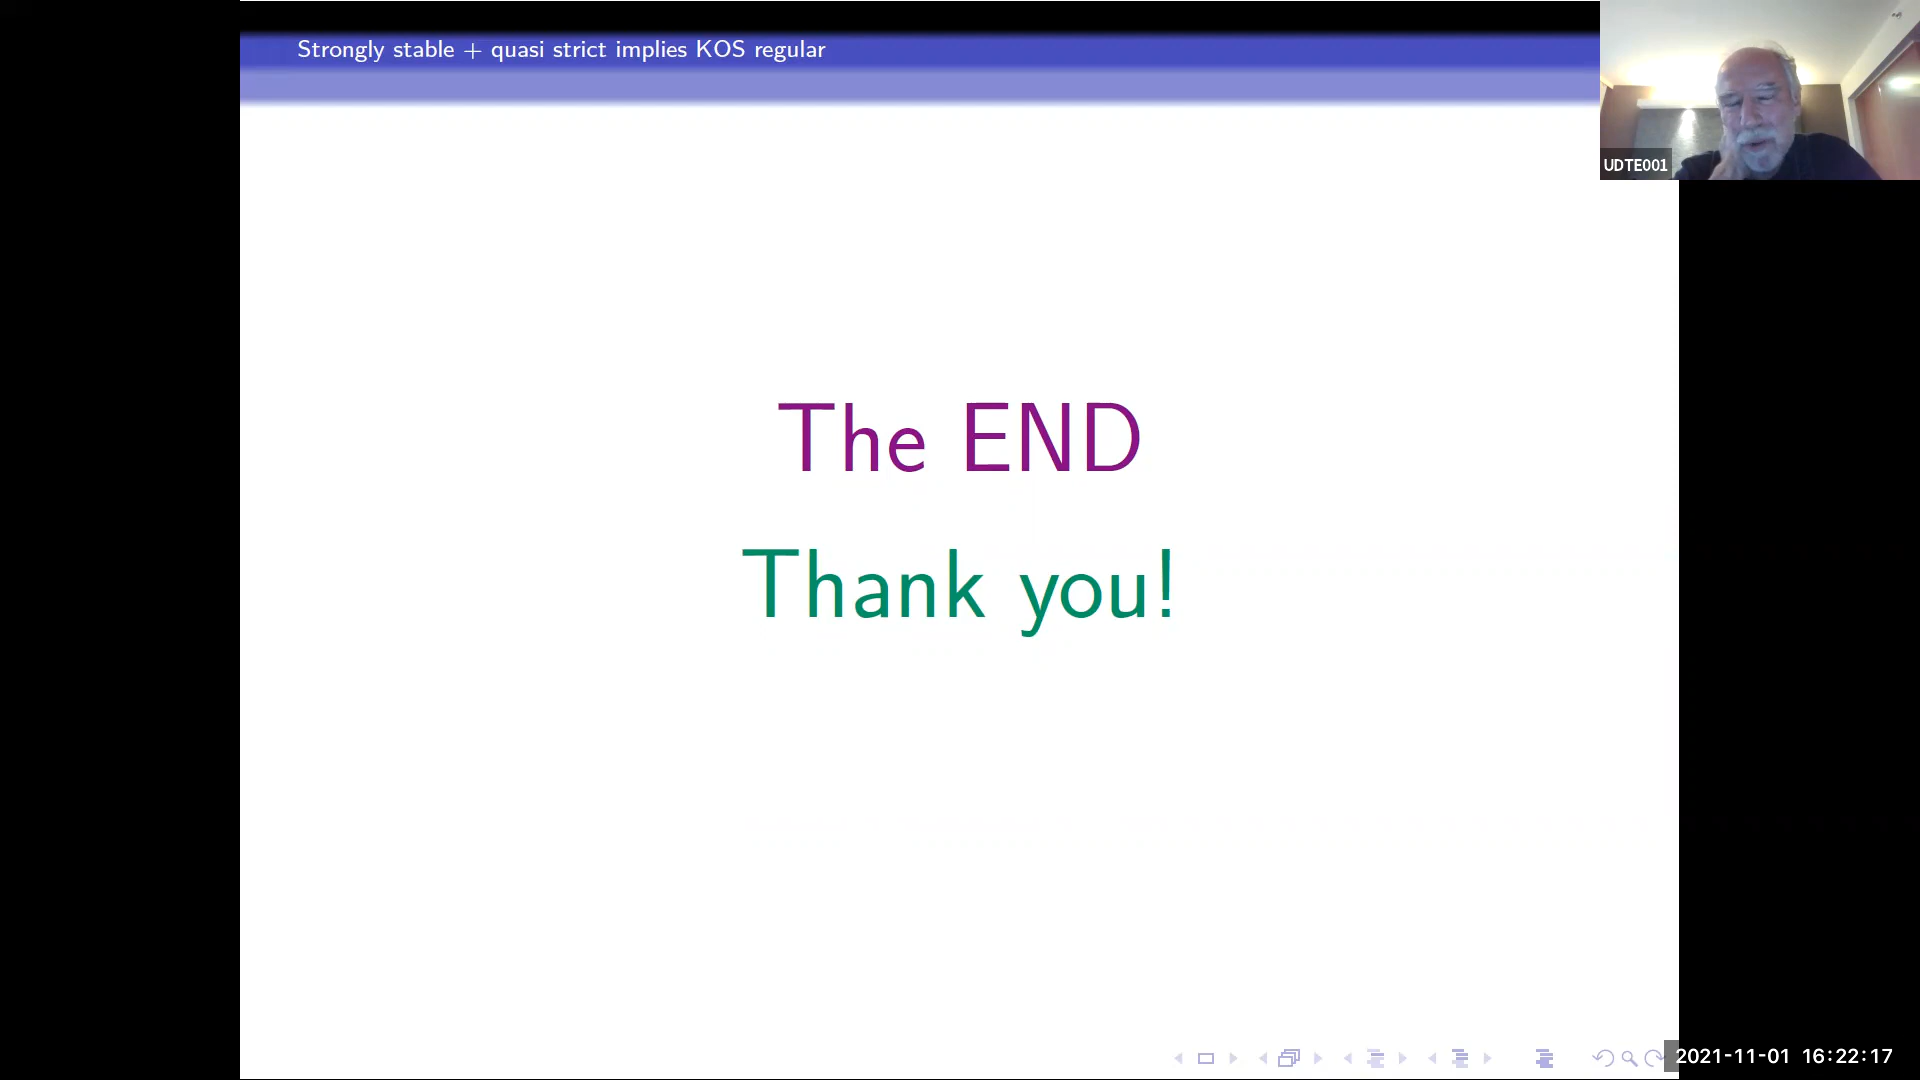 Strongly stable + quasi strict implies KOS regular
UDTE001
The END
Thank you!
2021-11-01 16:22:17